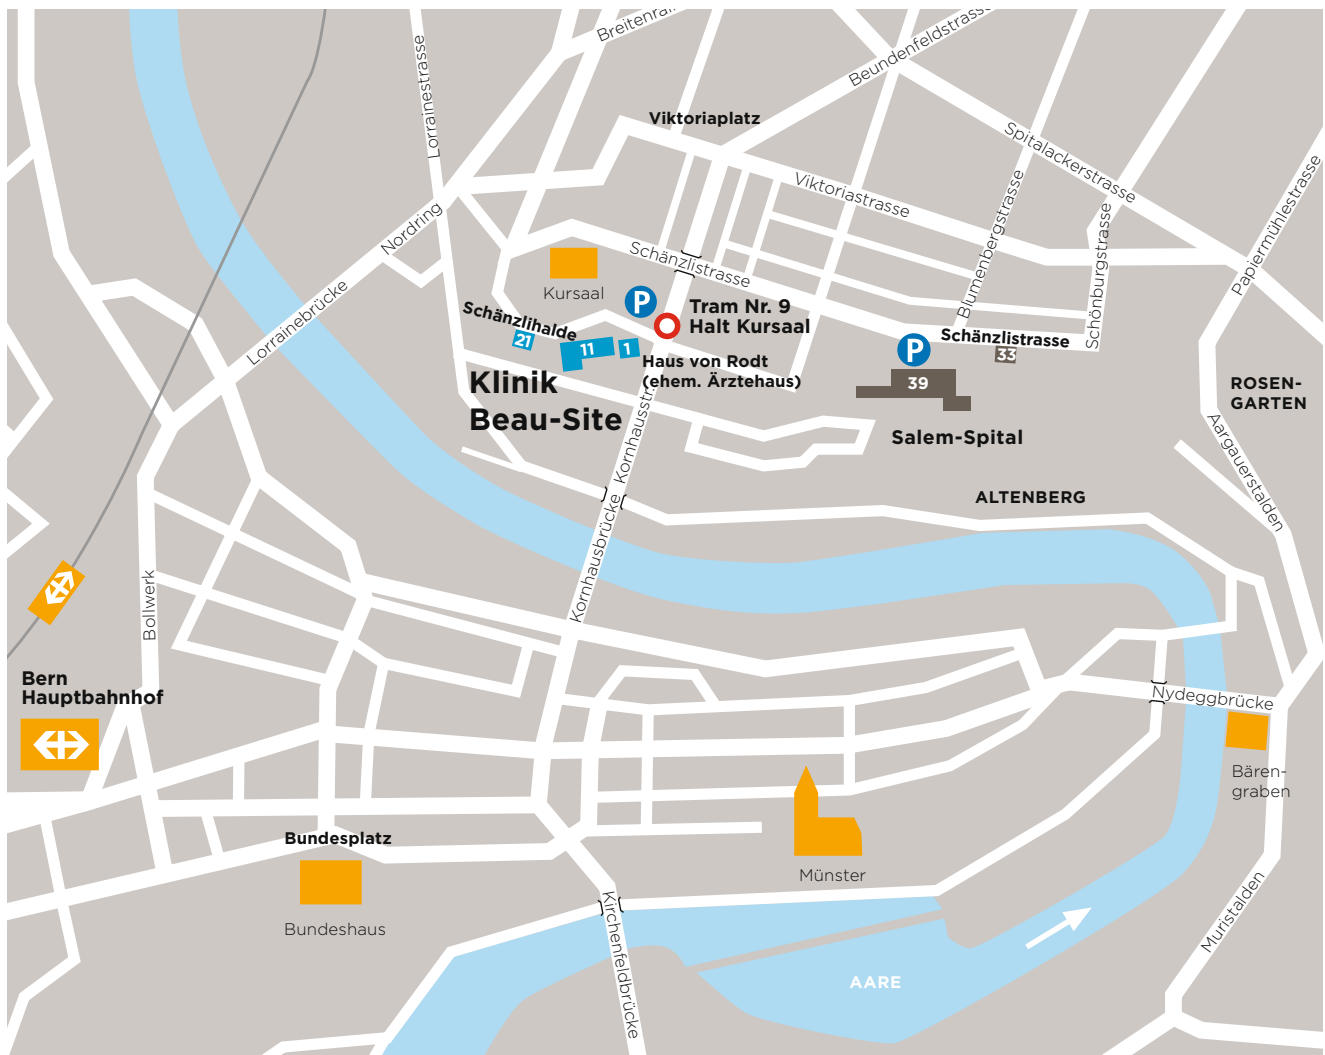 Breitenrai
Lorrainestrasse
Beundenfeldstrasse
Viktoriaplatz
Spitalackerstrasse
Papiermühlestrasse
Viktoriastrasse
Blumenbergstrasse
Schönburgstrasse
Nordring
Schänzlistrasse
Kursaal
P
Lorrainebrücke
Schänzlihalde
Tram Nr. 9
Halt Kursaal
21
11
1
P
Schänzlistrasse
33
Haus von Rodt
(ehem. Ärztehaus)
39
Klinik
Beau-Site
ROSEN-
GARTEN
Kornhausstr.
Salem-Spital
Aargauerstalden
ALTENBERG
Kornhausbrücke
Bollwerk
Bern
Hauptbahnhof
Nydeggbrücke
Bären-
graben
Bundesplatz
Münster
Bundeshaus
Kirchenfeldbrücke
Muristalden
AARE